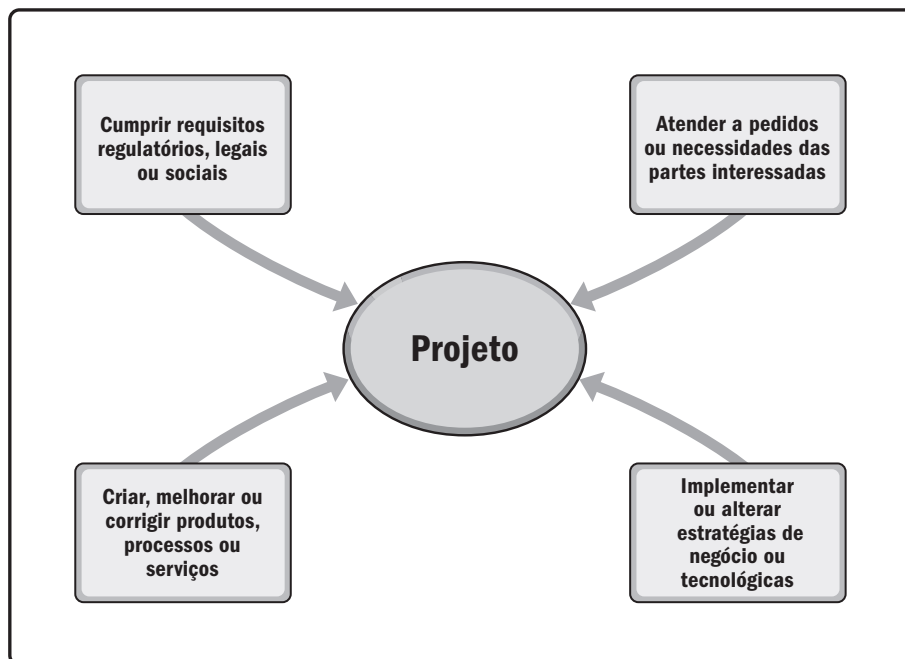 Cumprir requisitos
regulatórios, legais
ou sociais
Atender a pedidos
ou necessidades das
partes interessadas
Projeto
Criar, melhorar ou
corrigir produtos,
processos ou
serviços
Implementar
ou alterar
estratégias de
negócio ou
tecnológicas